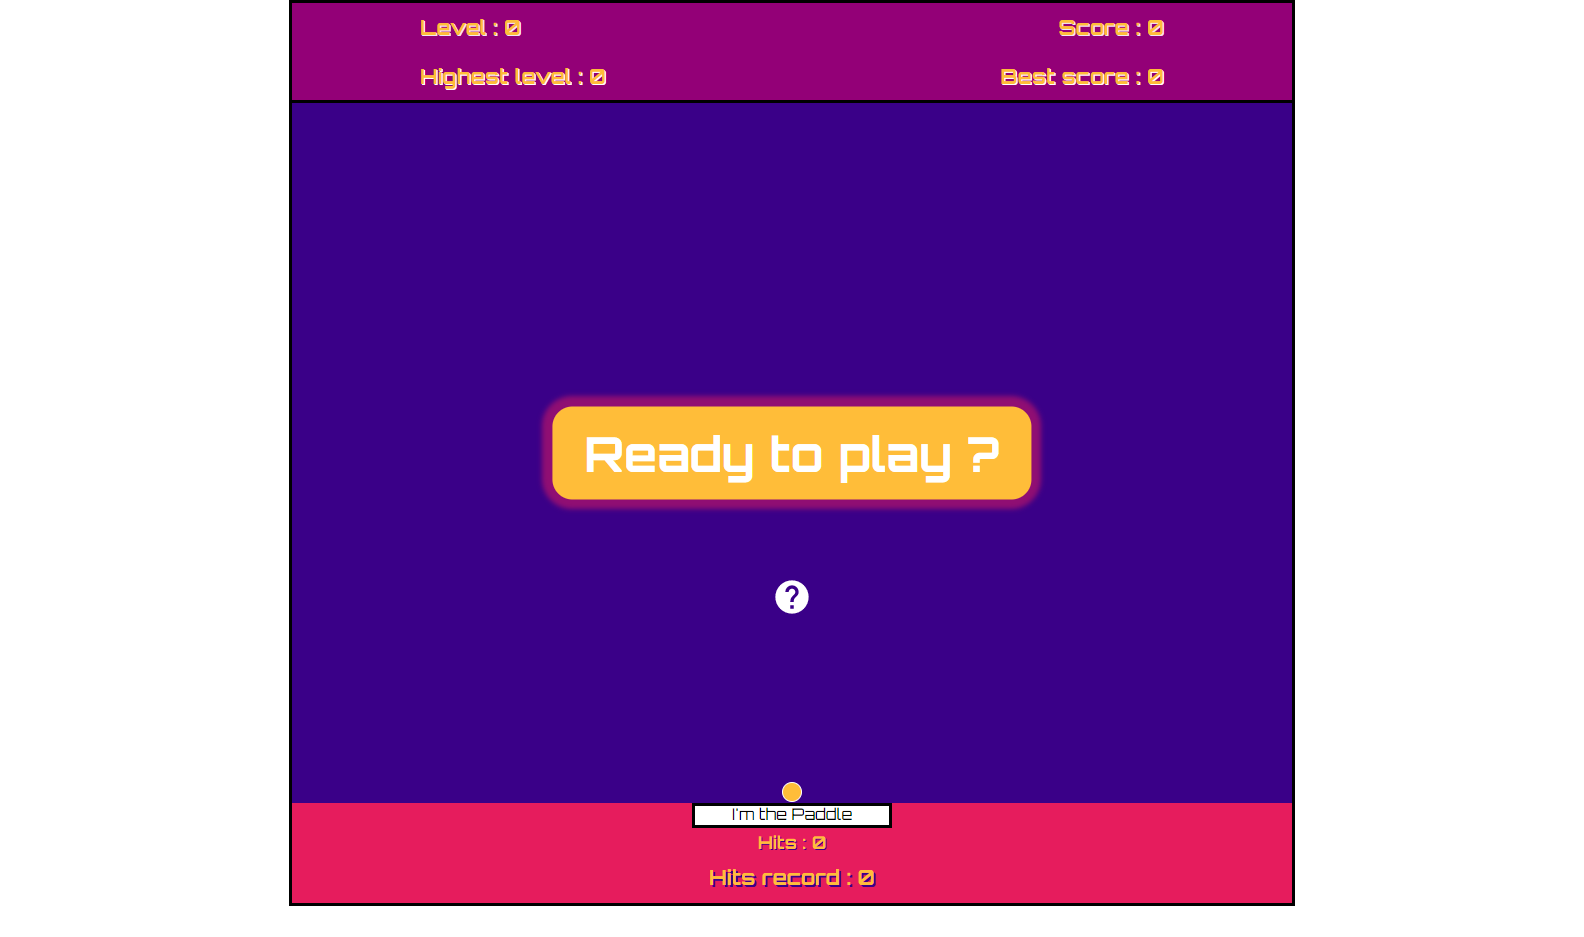 Level : 0
Score : 0
Highest level : 0
Best score : 0
Ready to play ?
?
I'm the Paddle
Hits : 0
Hits record : 0